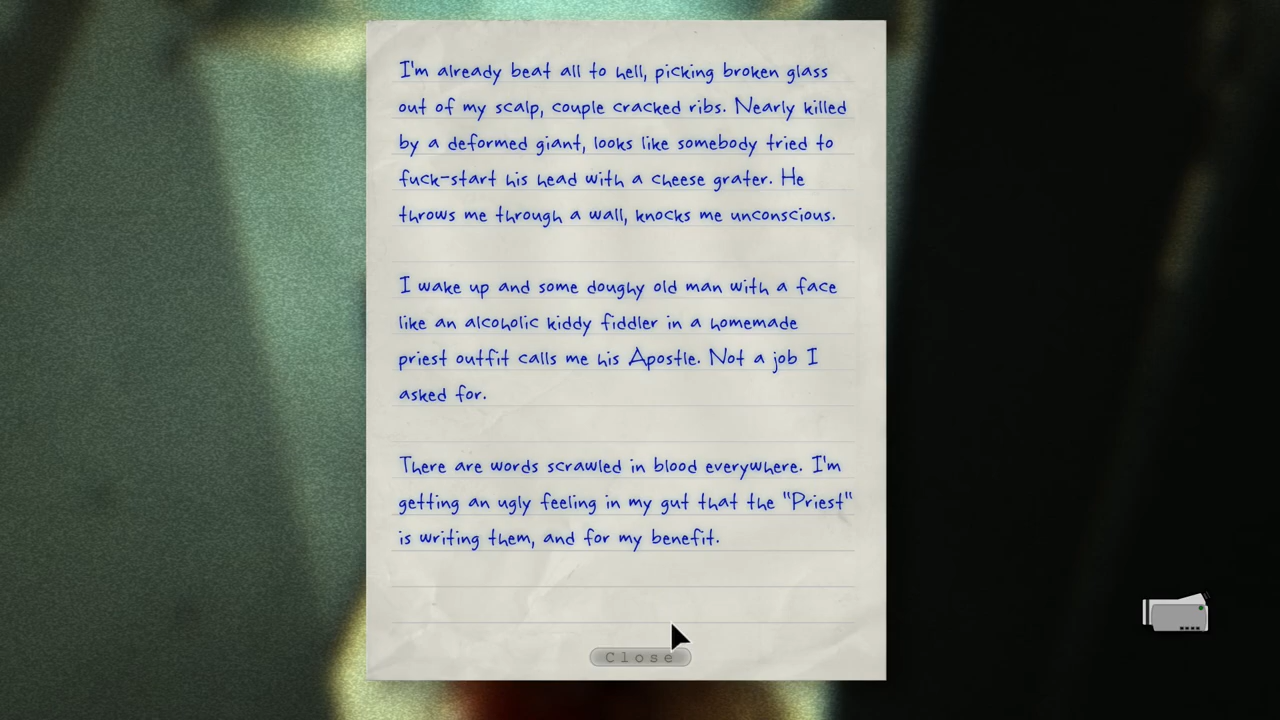 I'm already beat all to hell, picking broken glass
out of my scalp, couple cracked ribs. Nearly killed
by a deformed giant, looks like somebody tried to
fuck-start his head with a cheese grater. He
throws me through a wall, knocks me unconscious.
I wake up and some doughy old man with a face
like an alcoholic kiddy fiddler in a homemade
priest outfit calls me his Apostle. Not a job I
asked for.
There are words scrawled in blood everywhere. I'm
getting an ugly feeling in my gut that the "Priest"
is writing them, and for my benefit.
Close